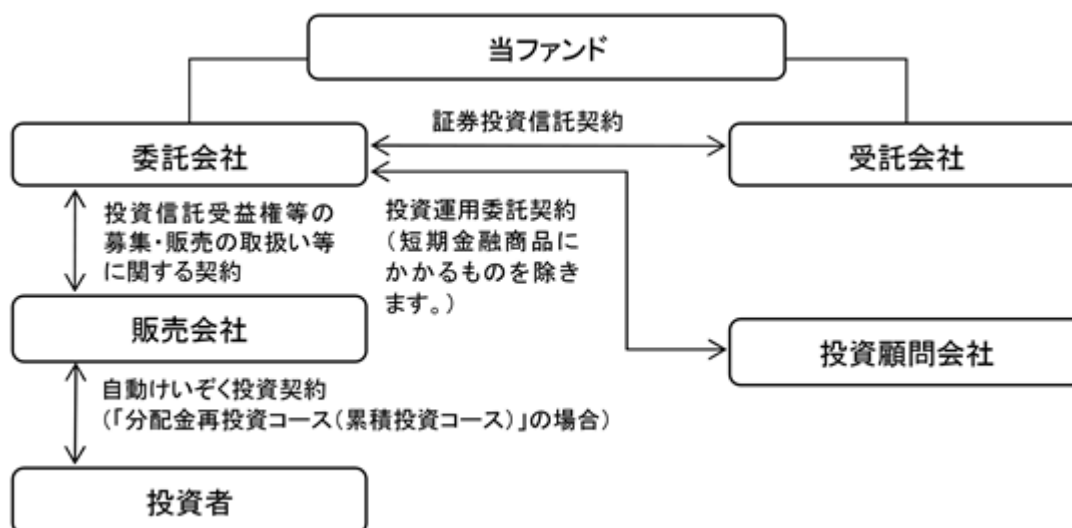 当ファンド
証券投資信託契約
委託会社
受託会社
投資信託受益権等の
募集・販売の取扱い等
に関する契約
投資運用委託契約
（短期金融商品に
かかるものを除き
ます。）
販売会社
投資顧問会社
自動けいぞく投資契約
（「分配金再投資コース（累積投資コース）」の場合）
投資者